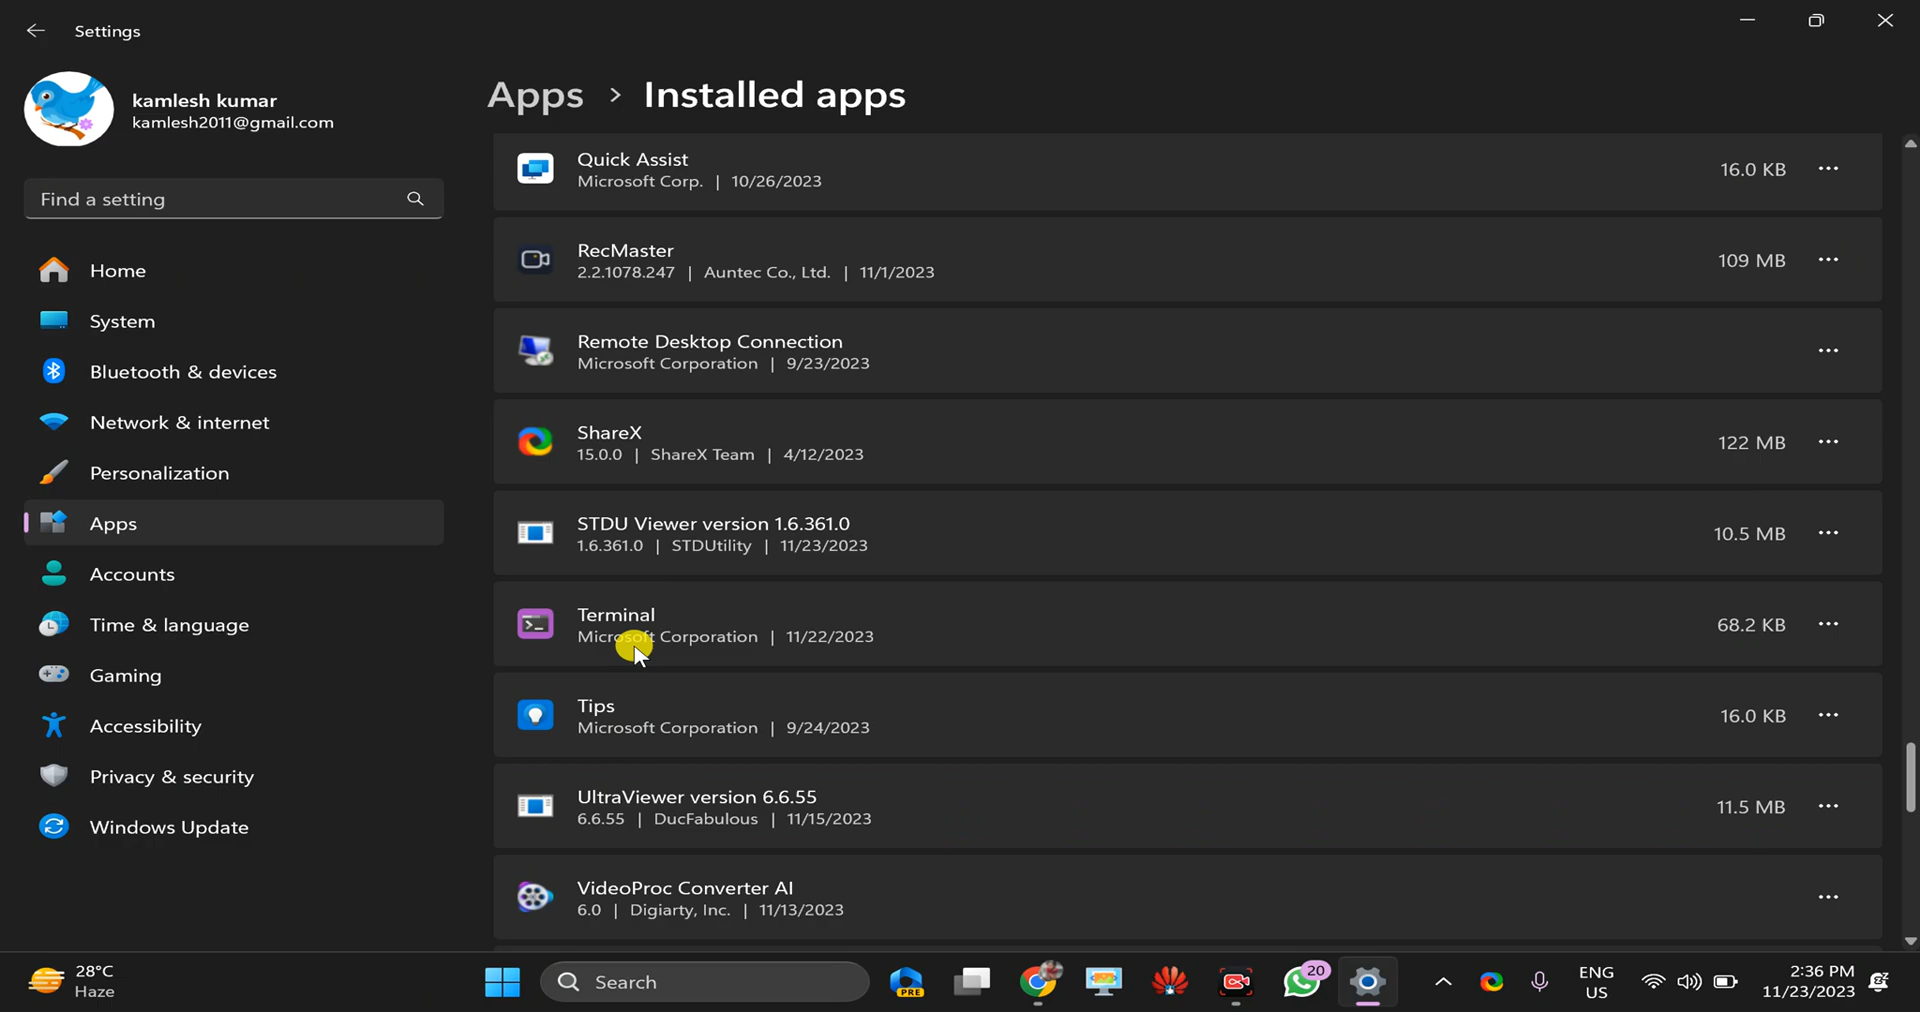 Settings
kamlesh kumar
kamlesh2011@gmail.com
Find a setting
Home
System
Bluetooth & devices
Network & internet
Personalization
Apps
Accounts
Time & language
Gaming
Accessibility
Privacy & security
Windows Update
Apps > Installed apps
Quick Assist
Microsoft Corp. | 10/26/2023
16.0 KB
RecMaster
2.2.1078.247 | Auntec Co., Ltd. | 11/1/2023
109 MB
Remote Desktop Connection
Microsoft Corporation | 9/23/2023
ShareX
15.0.0 | ShareX Team | 4/12/2023
122 MB
STDU Viewer version 1.6.361.0
1.6.361.0 | STDUtility | 11/23/2023
10.5 MB
Terminal
Microsoft Corporation | 11/22/2023
68.2 KB
Tips
Microsoft Corporation | 9/24/2023
16.0 KB
UltraViewer version 6.6.55
6.6.55 | DucFabulous | 11/15/2023
11.5 MB
VideoProc Converter AI
6.0 | Digiarty, Inc. | 11/13/2023
28°C
Haze
Search
PRE
20
ENG
US
2:36 PM
11/23/2023